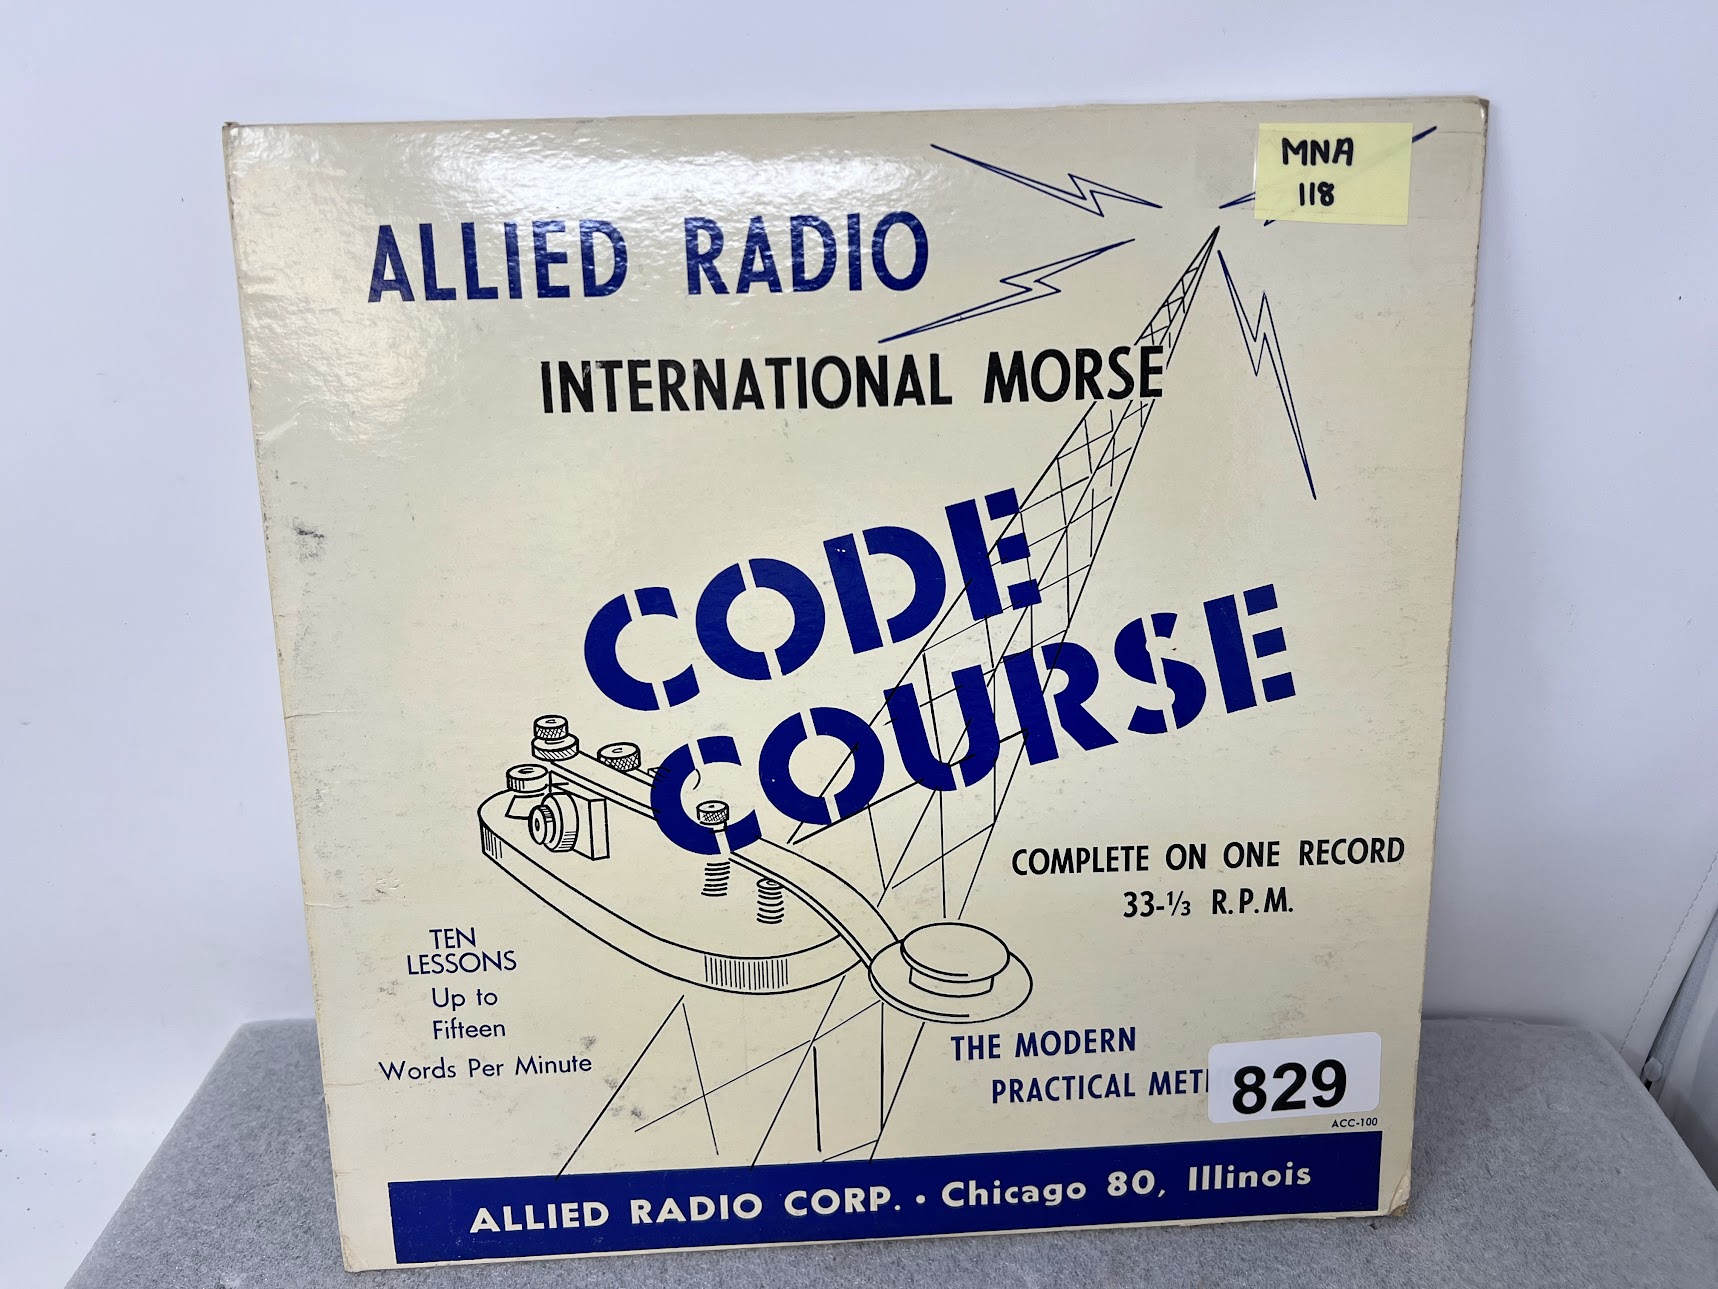 MNA
118
ALLIED RADIO
INTERNATIONAL MORSE
CODE
COURSE
COMPLETE ON ONE RECORD
33-⅓ R.P.M.
TEN
LESSONS
Up to
Fifteen
Words Per Minute
THE MODERN
PRACTICAL
829
ACC-100
ALLIED RADIO CORP. • Chicago 80, Illinois